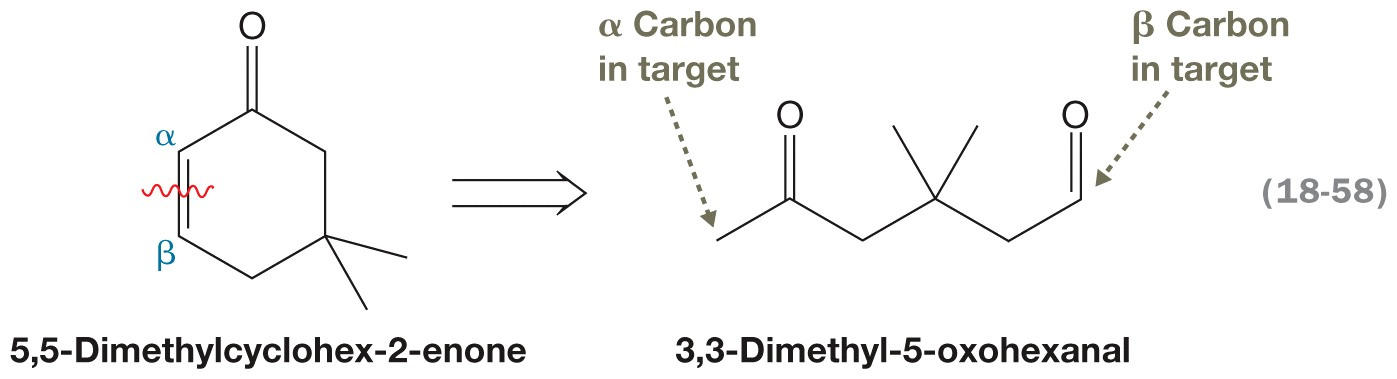 O
α
β
5,5-Dimethylcyclohex-2-enone
α Carbon
in target
O
β Carbon
in target
O
3,3-Dimethyl-5-oxohexanal
(18-58)